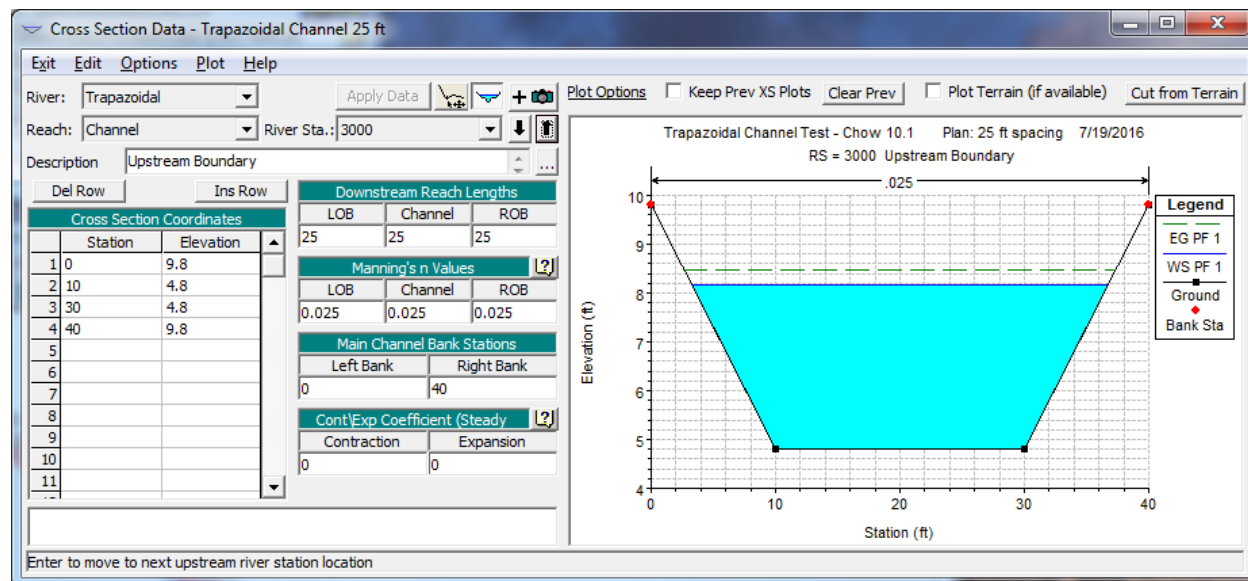 Cross Section Data - Trapazoidal Channel 25 ft
Exit Edit Options Plot Help
River: Trapazoidal Apply Data
Reach: Channel River Sta.: 3000
Description Upstream Boundary ...
Del Row Ins Row
Cross Section Coordinates
Station Elevation
1 0 9.8
2 10 4.8
3 30 4.8
4 40 9.8
5
6
7
8
9
10
11
Downstream Reach Lengths
LOB Channel ROB
25 25 25
Manning's n Values
LOB Channel ROB
0.025 0.025 0.025
Main Channel Bank Stations
Left Bank Right Bank
0 40
Cont\Exp Coefficient (Steady
Contraction Expansion
0 0
Plot Options Keep Prev XS Plots Clear Prev Plot Terrain (if available) Cut from Terrain
Trapazoidal Channel Test - Chow 10.1 Plan: 25 ft spacing 7/19/2016
RS = 3000 Upstream Boundary
.025
10
9
8
7
6
5
4
Elevation (ft)
0 10 20 30 40
Station (ft)
Legend
EG PF 1
WS PF 1
Ground
Bank Sta
Enter to move to next upstream river station location